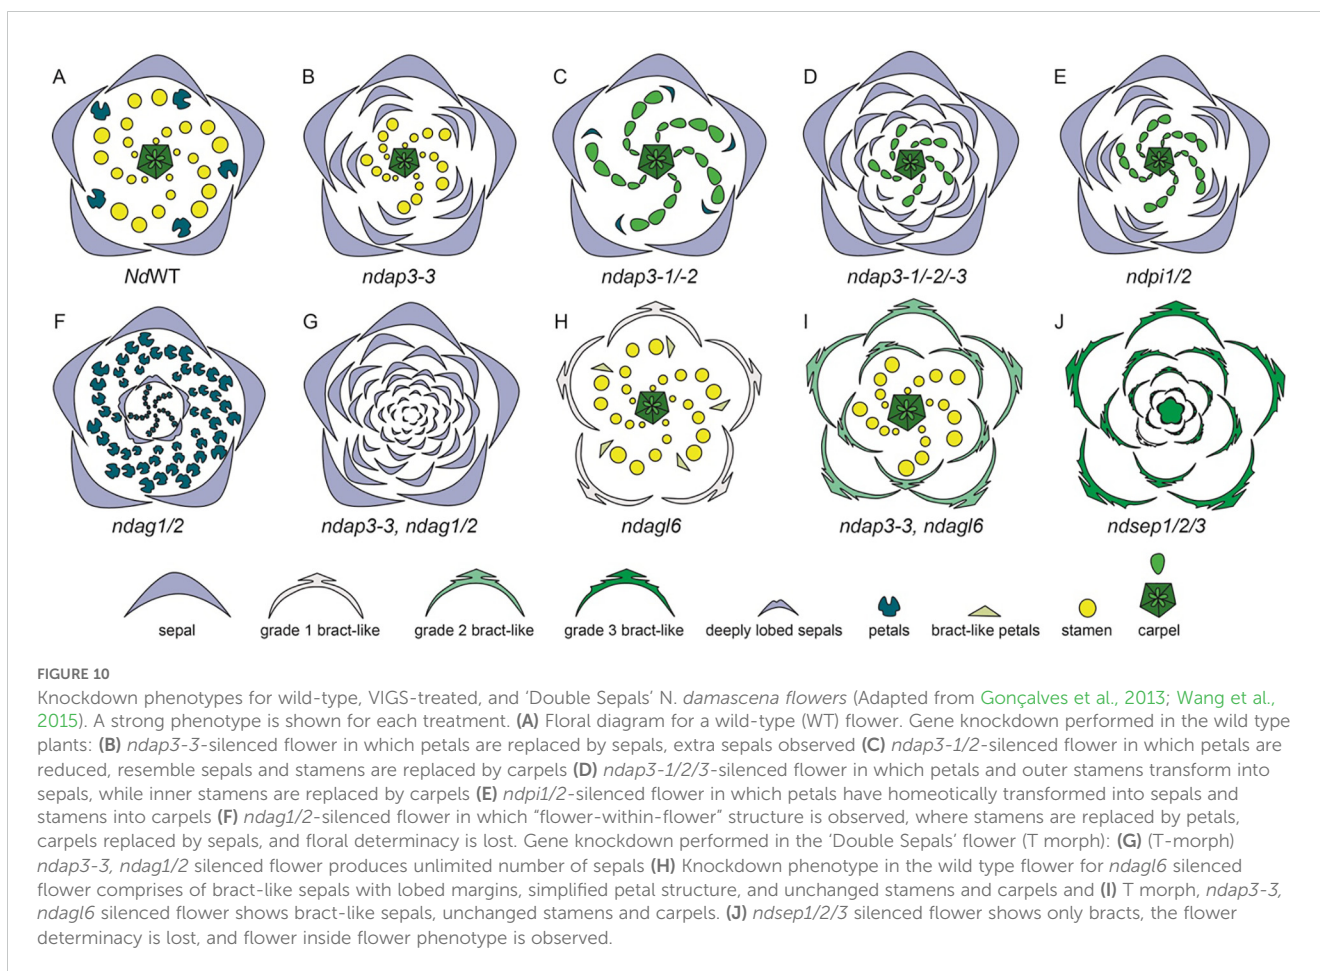 A
B
C
D
E
NdWT
ndap3-3
ndap3-1/-2
ndap3-1/-2/-3
ndpi1/2
F
G
H
I
J
ndag1/2
ndap3-3, ndag1/2
ndagl6
ndap3-3, ndagl6
ndsep1/2/3
sepal
grade 1 bract-like
grade 2 bract-like
grade 3 bract-like
deeply lobed sepals
petals
bract-like petals
stamen
carpel
FIGURE 10
Knockdown phenotypes for wild-type, VIGS-treated, and ‘Double Sepals’ N. damascena flowers (Adapted from Gonçalves et al., 2013; Wang et al.,
2015). A strong phenotype is shown for each treatment. (A) Floral diagram for a wild-type (WT) flower. Gene knockdown performed in the wild type
plants: (B) ndap3-3-silenced flower in which petals are replaced by sepals, extra sepals observed (C) ndap3-1/2-silenced flower in which petals are
reduced, resemble sepals and stamens are replaced by carpels (D) ndap3-1/2/3-silenced flower in which petals and outer stamens transform into
sepals, while inner stamens are replaced by carpels (E) ndpi1/2-silenced flower in which petals have homeotically transformed into sepals and
stamens into carpels (F) ndag1/2-silenced flower in which “flower-within-flower” structure is observed, where stamens are replaced by petals,
carpels replaced by sepals, and floral determinacy is lost. Gene knockdown performed in the ‘Double Sepals’ flower (T morph): (G) (T-morph)
ndap3-3, ndag1/2 silenced flower produces unlimited number of sepals (H) Knockdown phenotype in the wild type flower for ndagl6 silenced
flower comprises of bract-like sepals with lobed margins, simplified petal structure, and unchanged stamens and carpels and (I) T morph, ndap3-3,
ndagl6 silenced flower shows bract-like sepals, unchanged stamens and carpels. (J) ndsep1/2/3 silenced flower shows only bracts, the flower
determinacy is lost, and flower inside flower phenotype is observed.